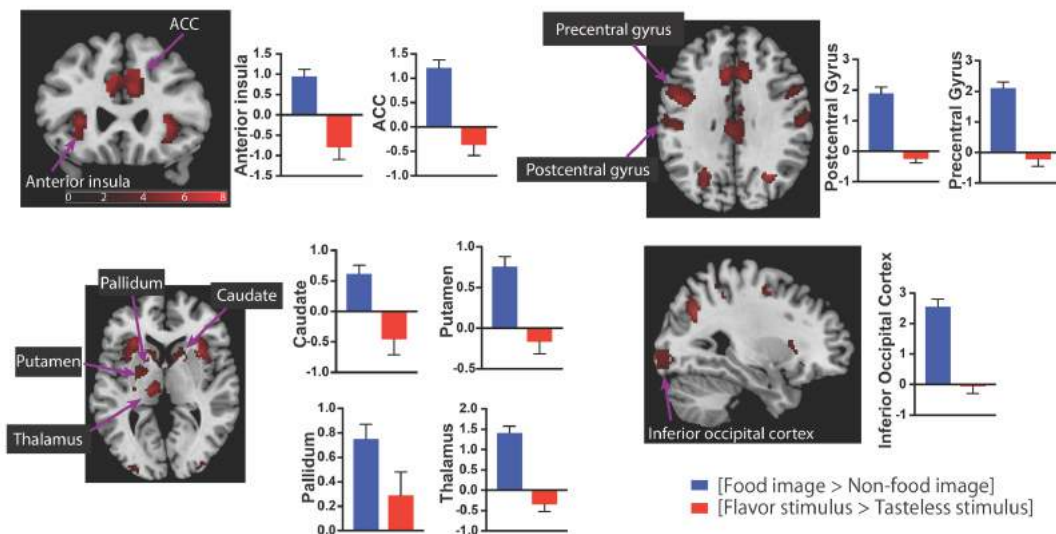 ACC
Anterior insula
0 2 4 6 8
Anterior insula
1.5
1.0
0.5
0.0
-0.5
-1.0
-1.5
ACC
1.5
1.0
0.5
0.0
-0.5
-1.0
Precentral gyrus
Postcentral gyrus
Postcentral Gyrus
3
2
1
0
-1
Precentral Gyrus
3
2
1
0
-1
Pallidum
Caudate
Putamen
Thalamus
Caudate
1.0
0.5
0.0
-0.5
-1.0
Putamen
1.0
0.5
0.0
-0.5
Pallidum
0.8
0.6
0.4
0.2
0.0
Thalamus
1.5
1.0
0.5
0.0
-0.5
-1.0
Inferior occipital cortex
Inferior Occipital Cortex
3
2
1
0
-1
[Food image > Non-food image]
[Flavor stimulus > Tasteless stimulus]